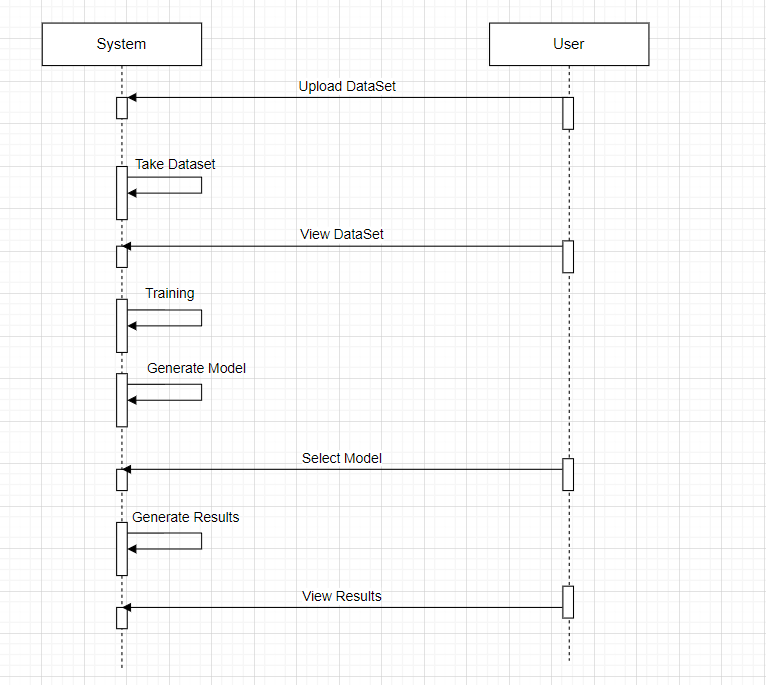 System
User
Upload DataSet
Take Dataset
View DataSet
Training
Generate Model
Select Model
Generate Results
View Results